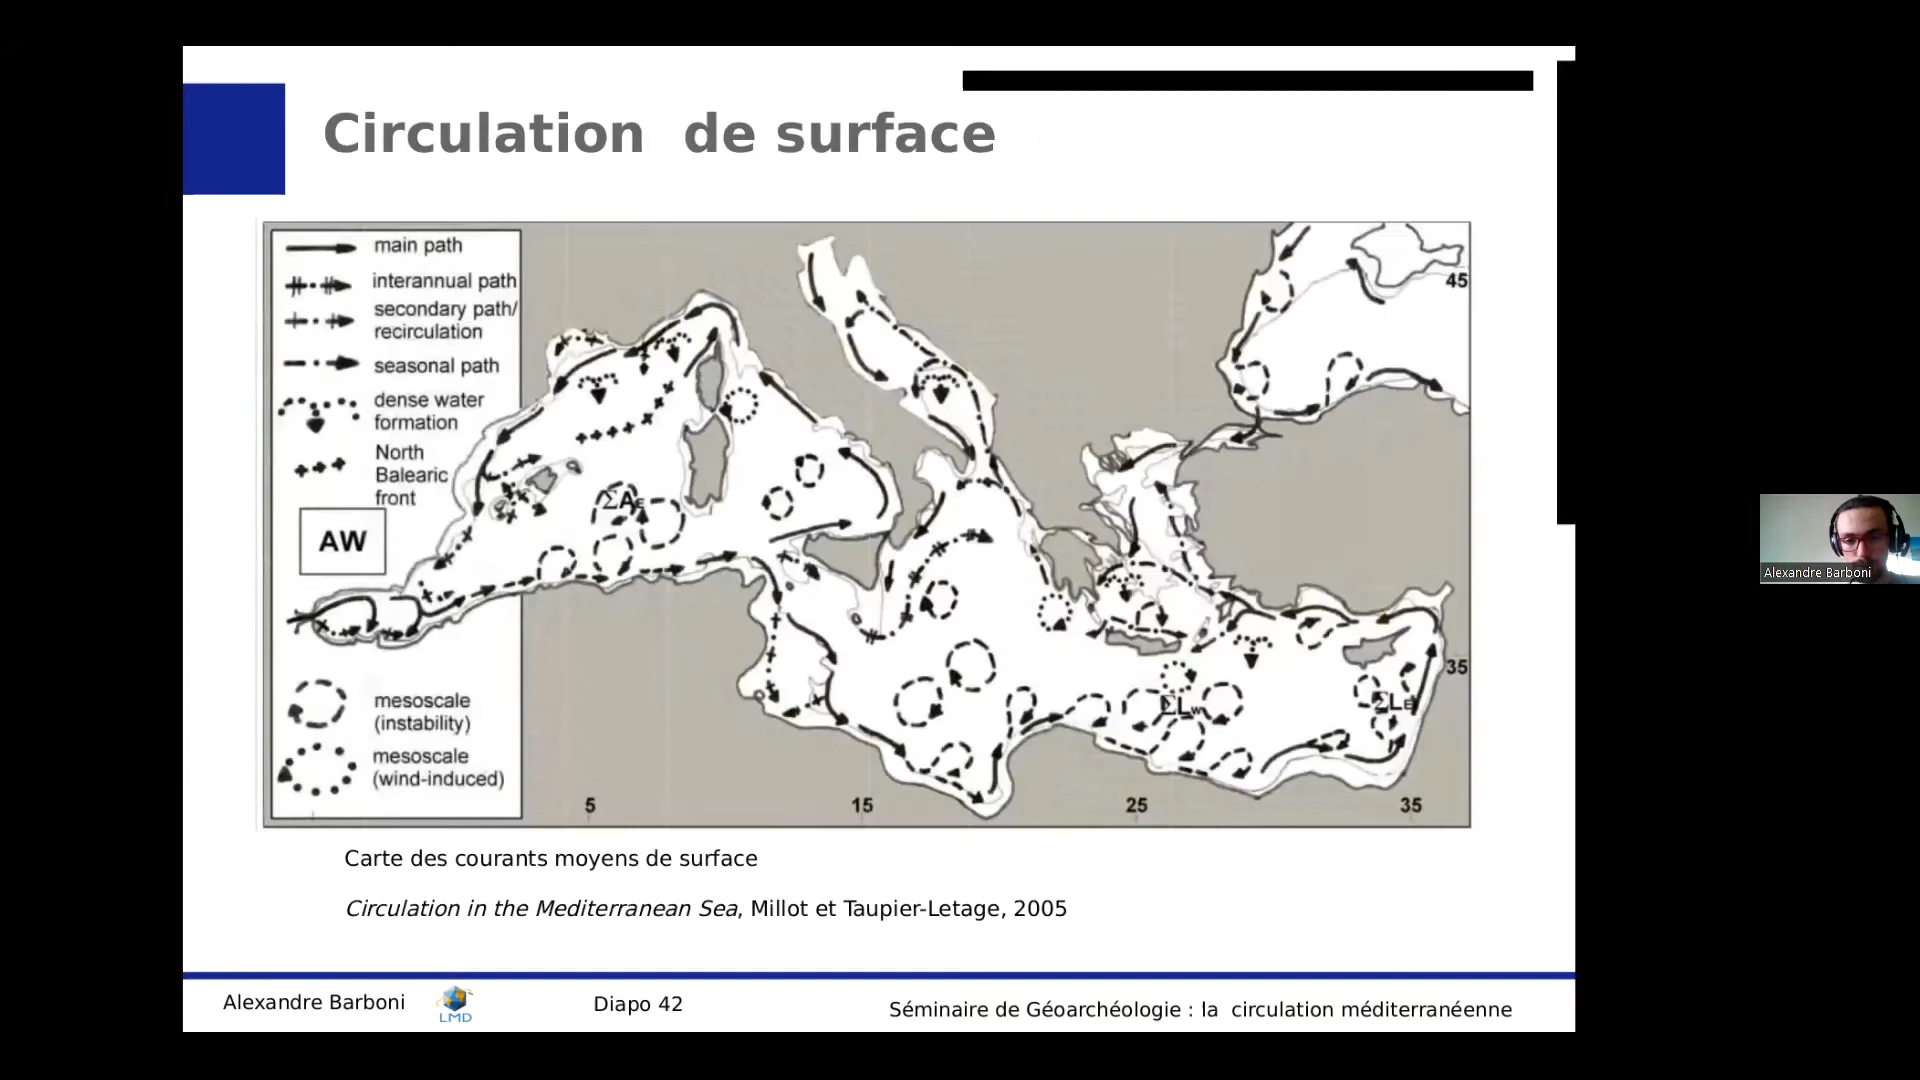 Circulation de surface
main path
interannual path
secondary path/
recirculation
seasonal path
dense water
formation
North
Balearic
front
AW
mesoscale
(instability)
mesoscale
(wind-induced)
ΣAE
ΣLW
ΣLE
45
35
5
15
25
35
Carte des courants moyens de surface
Circulation in the Mediterranean Sea, Millot et Taupier-Letage, 2005
Alexandre Barboni
LMD
Diapo 42
Séminaire de Géoarchéologie : la circulation méditerranéenne
Alexandre Barboni